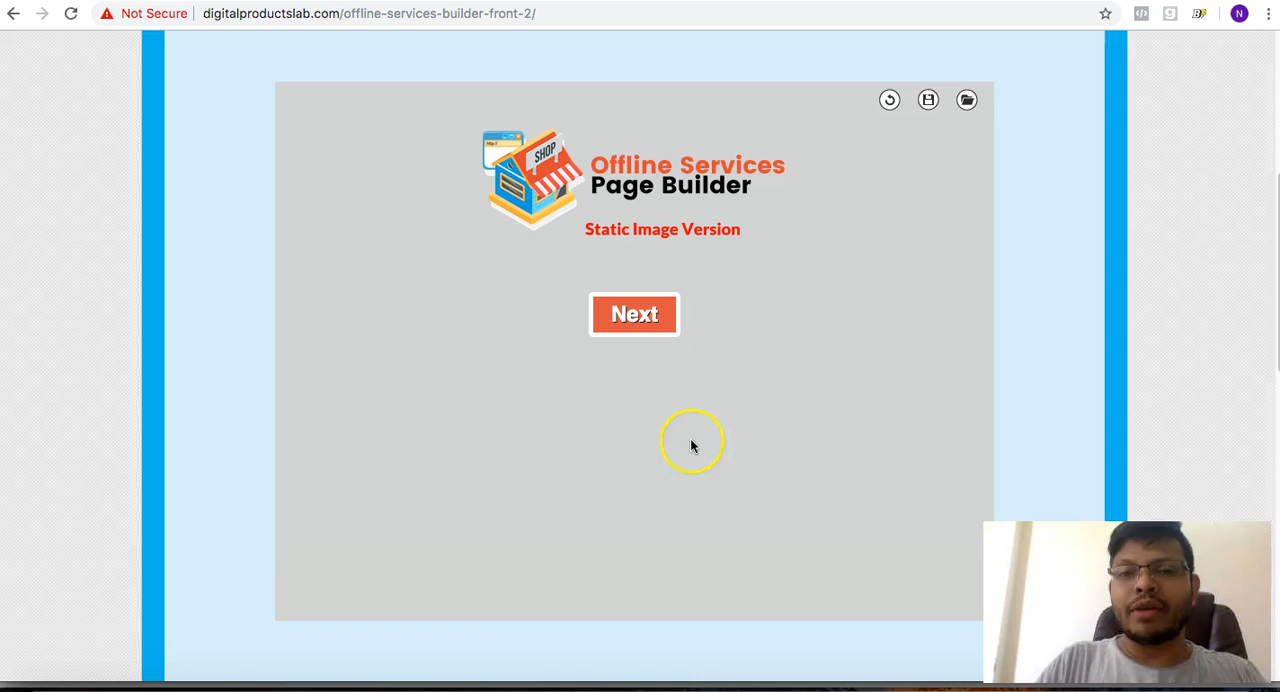 Not Secure
digitalproductslab.com/offline-services-builder-front-2/
N
SHOP
Offline Services
Page Builder
Static Image Version
Next